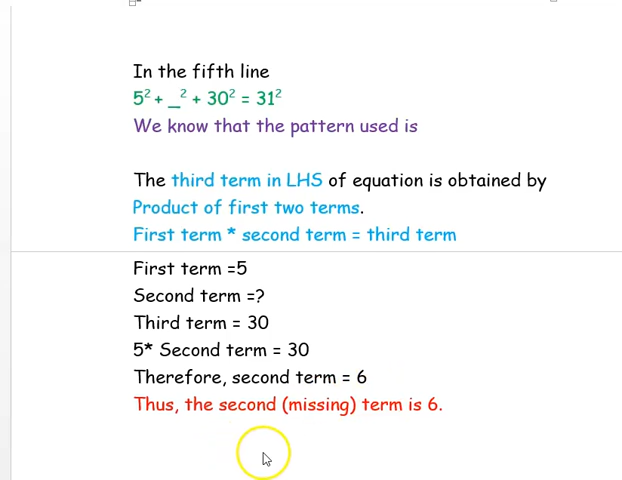 In the fifth line
5² + _² + 30² = 31²
We know that the pattern used is
The third term in LHS of equation is obtained by
Product of first two terms.
First term * second term = third term
First term =5
Second term =?
Third term = 30
5* Second term = 30
Therefore, second term = 6
Thus, the second (missing) term is 6.